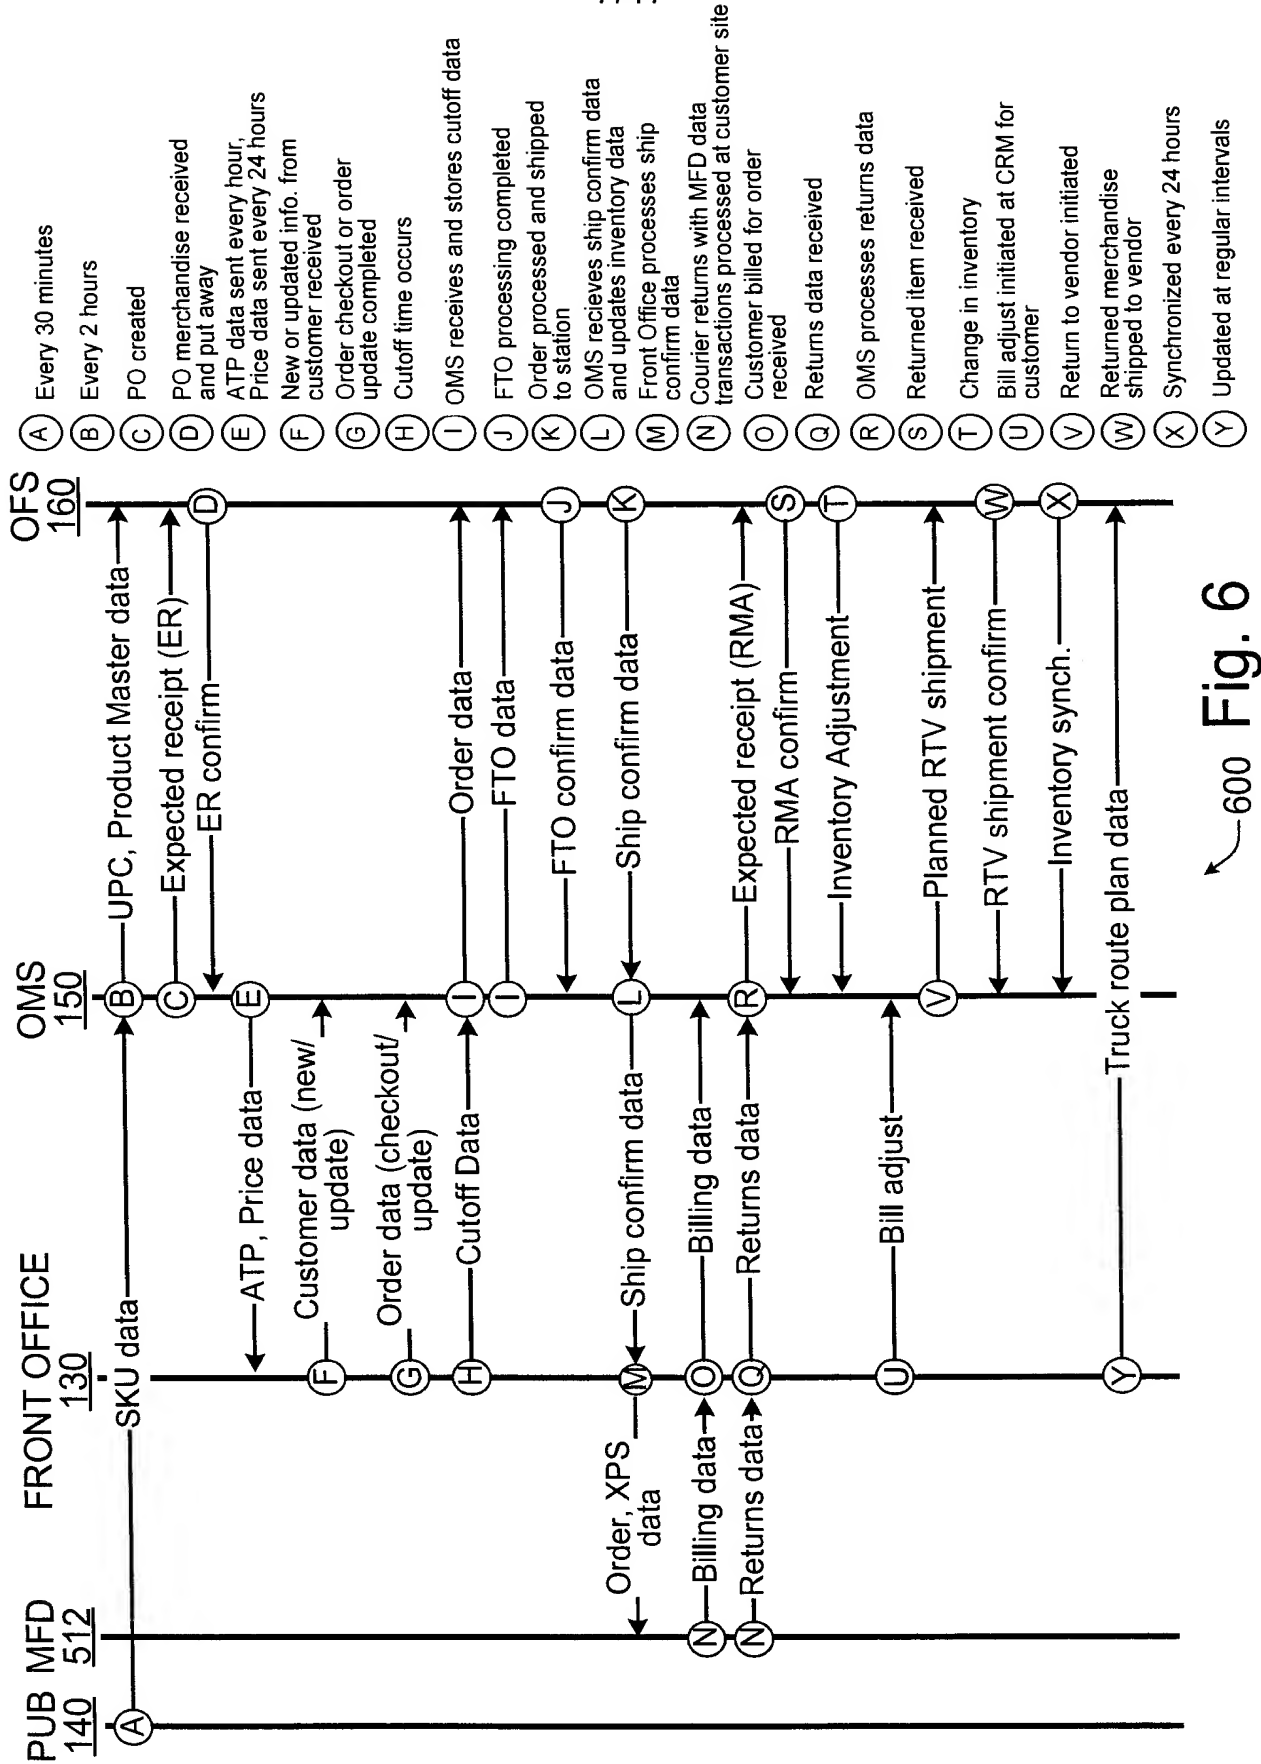 PUB
140
MFD
512
FRONT OFFICE
130
OMS
150
OFS
160
A
SKU data
B
UPC, Product Master data
C
Expected receipt (ER)
D
ER confirm
E
ATP, Price data
F
Customer data (new/
update)
G
Order data (checkout/
update)
H
Cutoff Data
I
Order data
I
FTO data
J
FTO confirm data
K
Ship confirm data
L
Ship confirm data
M
Order, XPS
data
N
Billing data
O
Billing data
N
Returns data
Q
Returns data
R
Expected receipt (RMA)
S
RMA confirm
T
Inventory Adjustment
U
Bill adjust
V
Planned RTV shipment
W
RTV shipment confirm
X
Inventory synch.
Y
Truck route plan data
A Every 30 minutes
B Every 2 hours
C PO created
D PO merchandise received
and put away
E ATP data sent every hour,
Price data sent every 24 hours
F New or updated info. from
customer received
G Order checkout or order
update completed
H Cutoff time occurs
I OMS receives and stores cutoff data
J FTO processing completed
K Order processed and shipped
to station
L OMS recieves ship confirm data
and updates inventory data
M Front Office processes ship
confirm data
N Courier returns with MFD data
transactions processed at customer site
O Customer billed for order
received
Q Returns data received
R OMS processes returns data
S Returned item received
T Change in inventory
U Bill adjust initiated at CRM for
customer
V Return to vendor initiated
W Returned merchandise
shipped to vendor
X Synchronized every 24 hours
Y Updated at regular intervals
600
Fig. 6